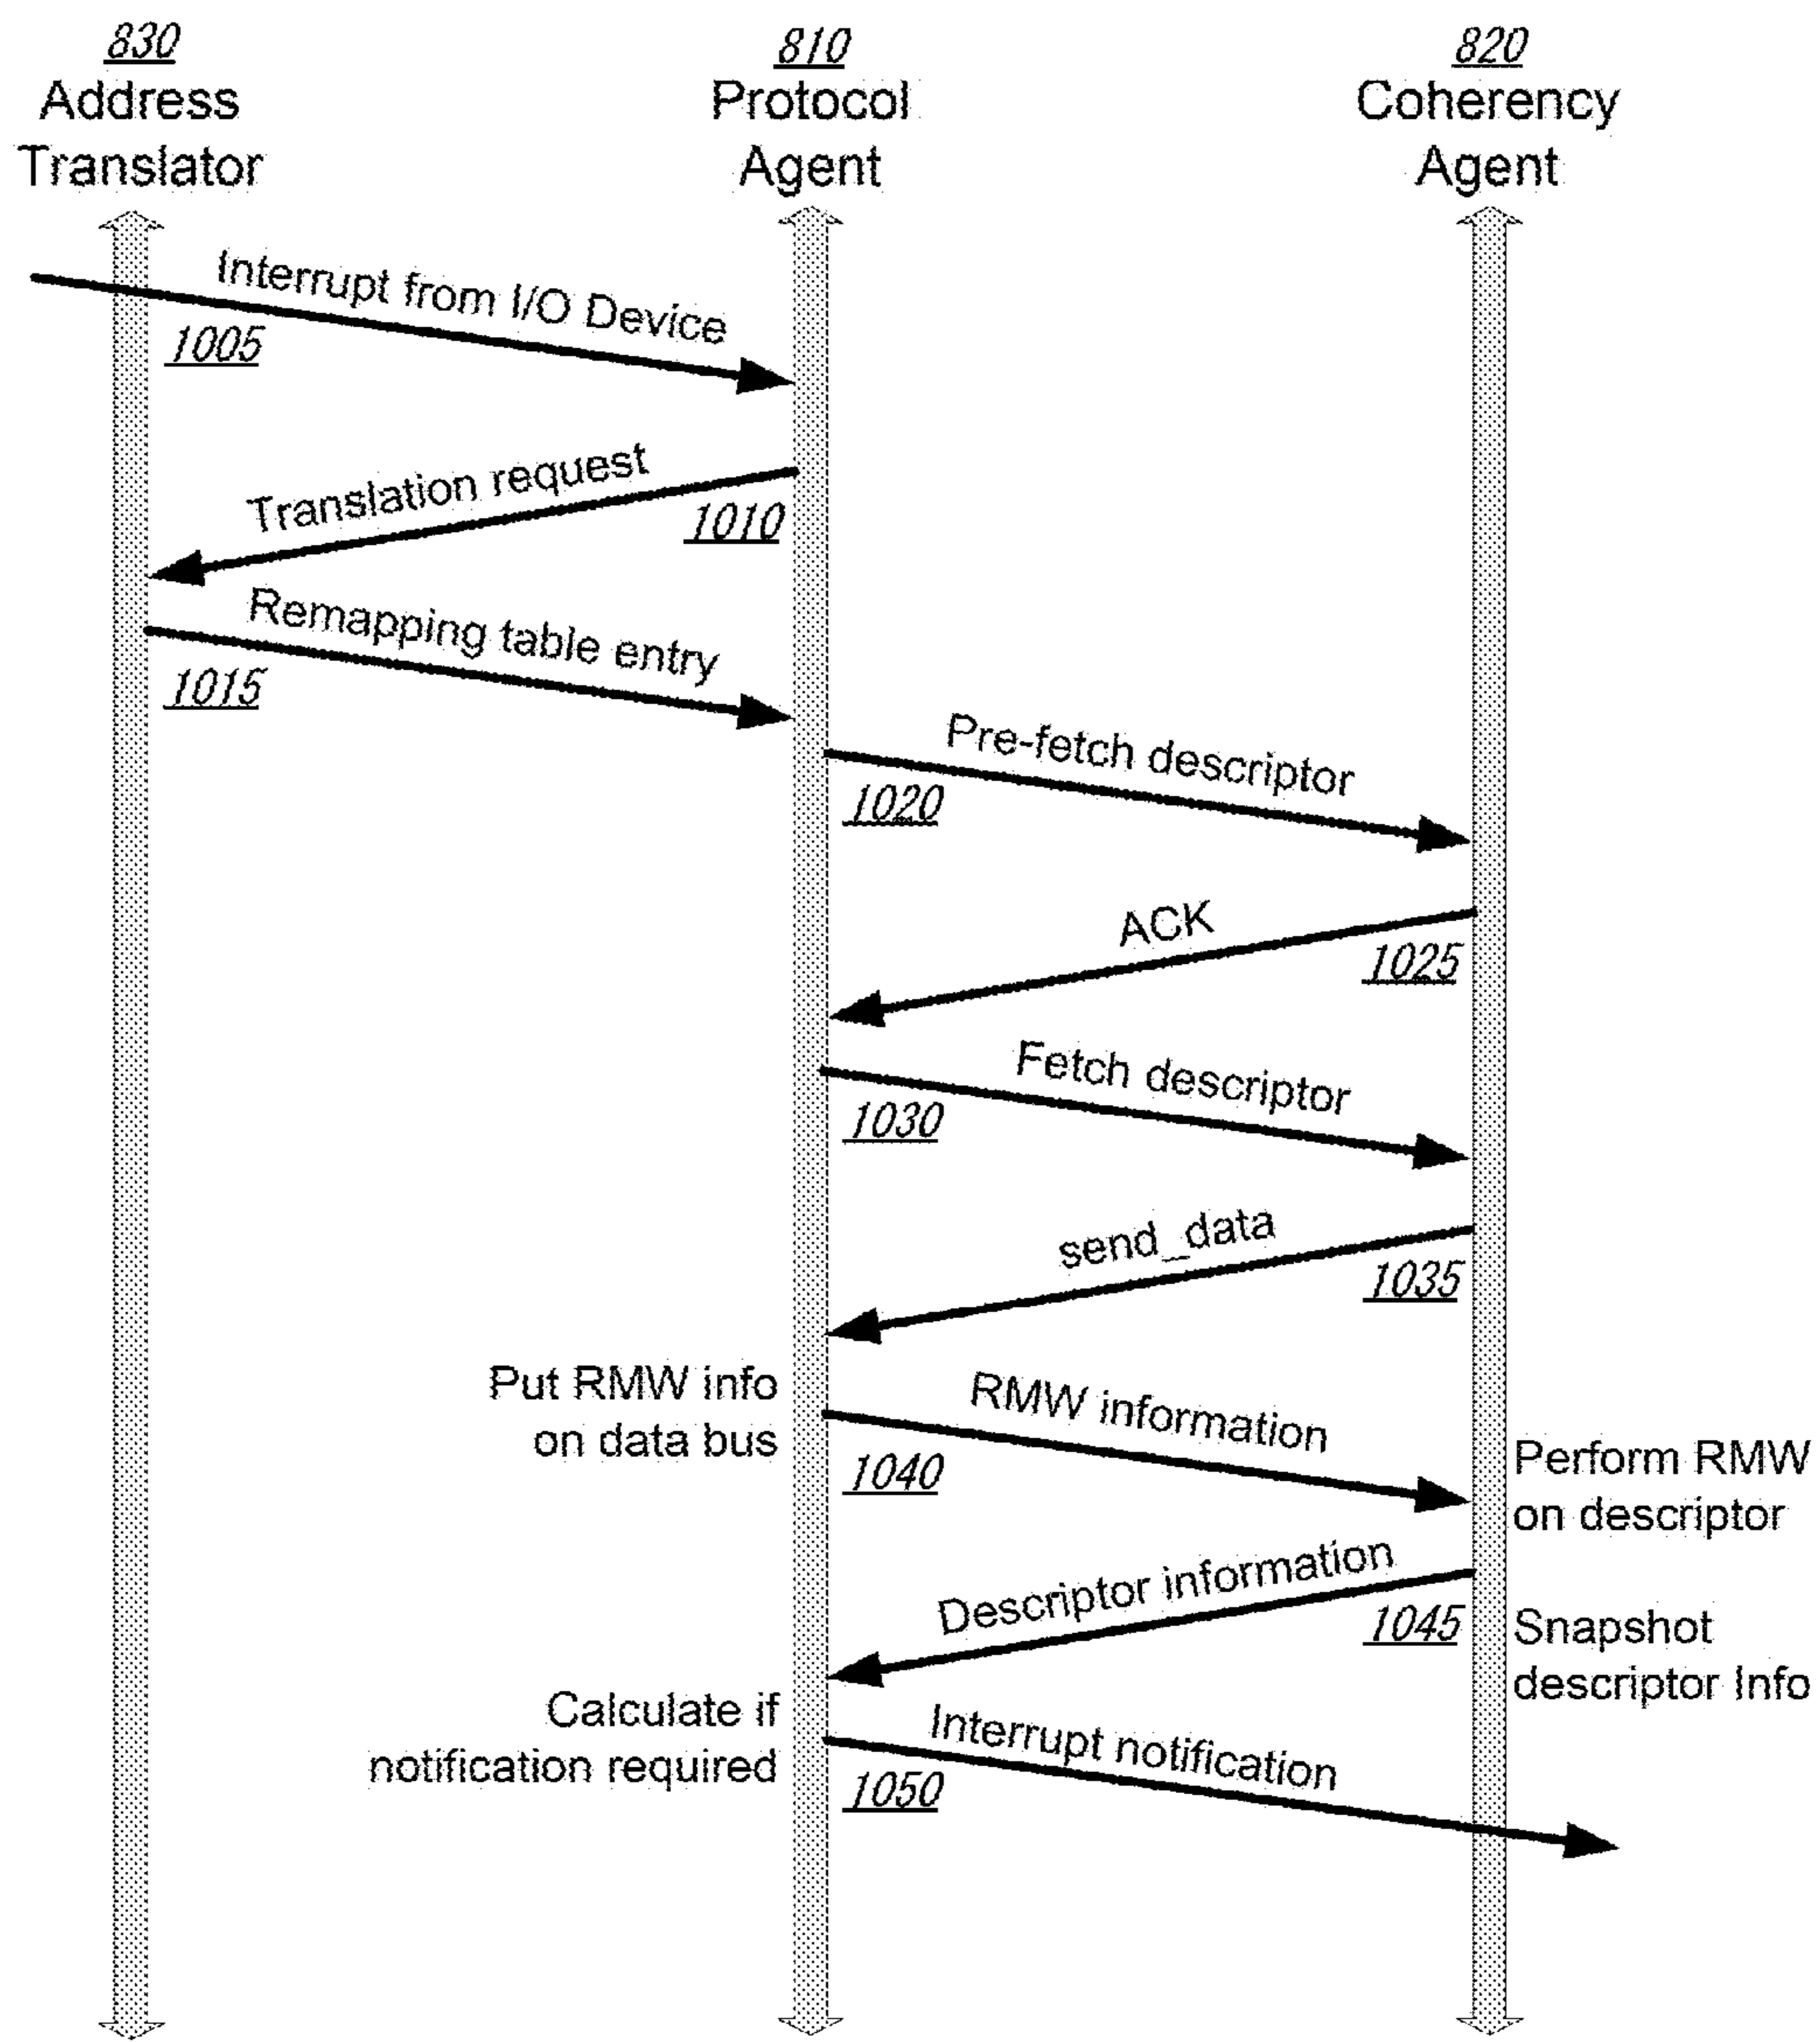 830
Address
Translator
810
Protocol
Agent
820
Coherency
Agent
Interrupt from I/O Device
1005
Translation request
1010
Remapping table entry
1015
Pre-fetch descriptor
1020
ACK
1025
Fetch descriptor
1030
send_data
1035
Put RMW info
on data bus
RMW information
1040
Perform RMW
on descriptor
Descriptor information
1045
Snapshot
descriptor Info
Calculate if
notification required
Interrupt notification
1050